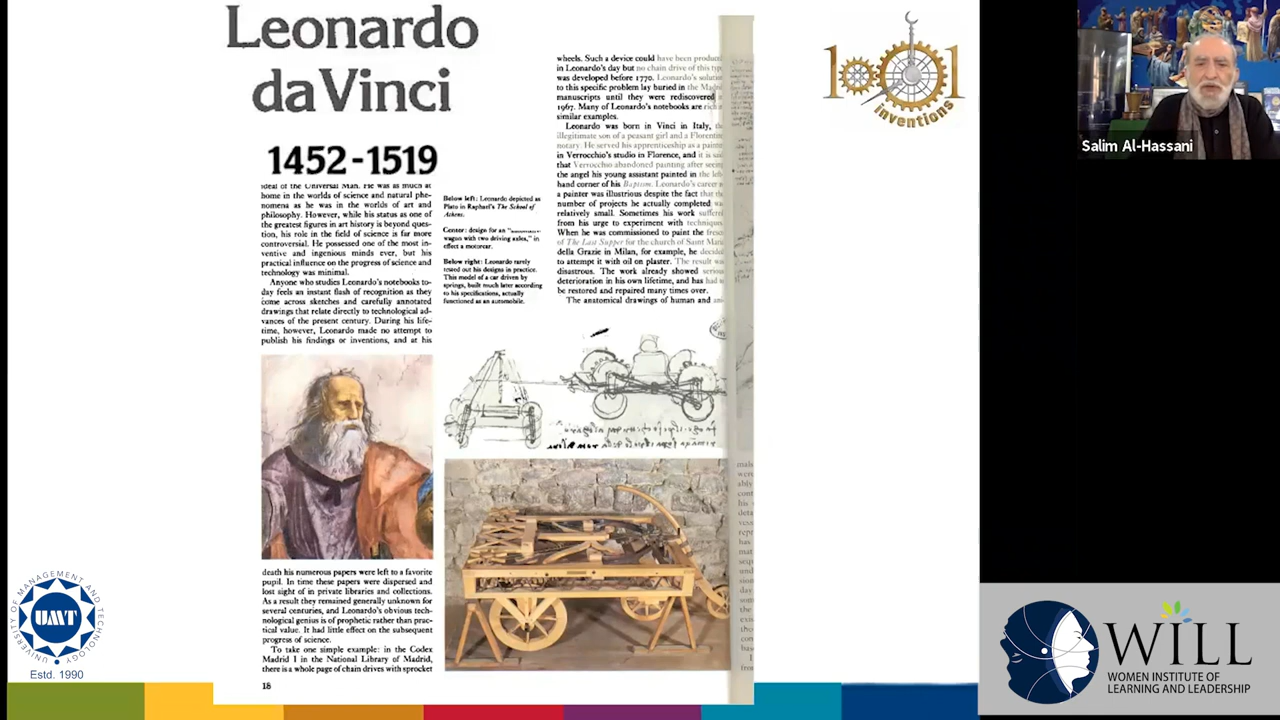 Leonardo
da Vinci
1452-1519
ideal of the Universal Man. He was as much at
home in the worlds of science and natural phe-
nomena as he was in the worlds of art and
philosophy. However, while his status as one of
the greatest figures in art history is beyond ques-
tion, his role in the field of science is far more
controversial. He possessed one of the most in-
ventive and ingenious minds ever, but his
practical influence on the progress of science and
technology was minimal.
Anyone who studies Leonardo's notebooks to-
day feels an instant flash of recognition as they
come across sketches and carefully annotated
drawings that relate directly to technological ad-
vances of the present century. During his life-
time, however, Leonardo made no attempt to
publish his findings or inventions, and at his
death his numerous papers were left to a favorite
pupil. In time these papers were dispersed and
lost sight of in private libraries and collections.
As a result they remained generally unknown for
several centuries, and Leonardo's obvious tech-
nological genius is of prophetic rather than prac-
tical value. It had little effect on the subsequent
progress of science.
To take one simple example: in the Codex
Madrid I in the National Library of Madrid,
there is a whole page of chain drives with sprocket
18
Below left: Leonardo depicted as
Plato in Raphael's The School of
Athens.
Center: design for an
wagon with two driving axles," in
effect a motorcar.
Below right: Leonardo rarely
tested out his designs in practice.
This model of a car driven by
springs, built much later according
to his specifications, actually
functioned as an automobile.
wheels. Such a device could have been
in Leonardo's day but no chain drive of this
was developed before 1770. Leonardo's
to this specific problem lay buried in the
manuscripts until they were rediscovered
1967. Many of Leonardo's notebooks are
similar examples.
Leonardo was born in Vinci in Italy,
illegitimate son of a peasant girl and a Florentine
notary. He served his apprenticeship as a
in Verrocchio's studio in Florence, and it is
that Verrocchio abandoned painting after
the angel his young assistant painted in the
hand corner of his Baptism. Leonardo's career
a painter was illustrious despite the fact
number of projects he actually completed
relatively small. Sometimes his work
from his urge to experiment with
When he was commissioned to paint the
of The Last Supper for the church of Saint
della Grazie in Milan, for example, he
to attempt it with oil on plaster. The result
disastrous. The work already showed
deterioration in his own lifetime, and has
be restored and repaired many times over.
The anatomical drawings of human and
1001
inventions
Salim Al-Hassani
UNIVERSITY OF MANAGEMENT AND TECHNOLOGY
UMT
Estd. 1990
WILL
WOMEN INSTITUTE OF
LEARNING AND LEADERSHIP